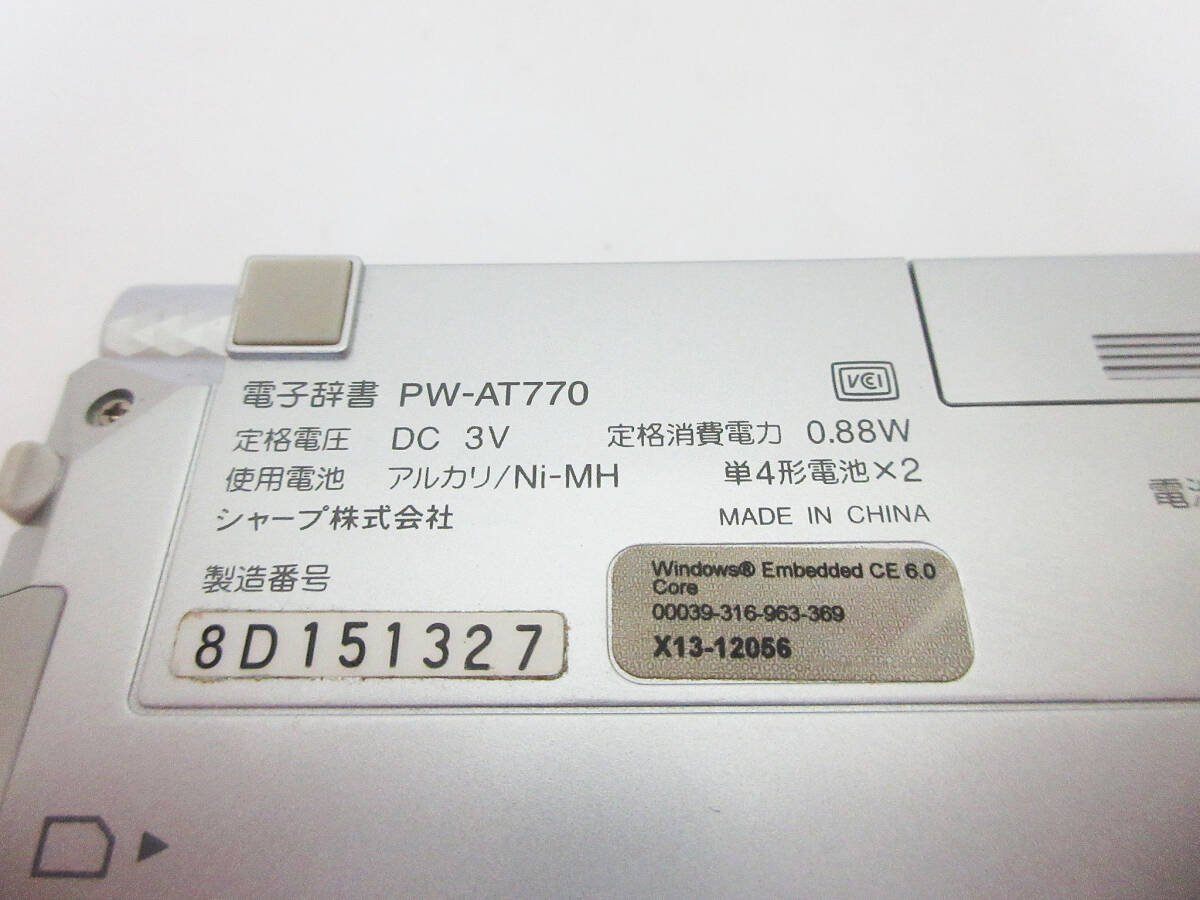 電子辞書 PW-AT770
VCI
定格電圧 DC 3V 定格消費電力 0.88W
使用電池 アルカリ/Ni-MH 単4形電池×2
シャープ株式会社 MADE IN CHINA
電
製造番号
8D151327
Windows® Embedded CE 6.0
Core
00039-316-963-369
X13-12056